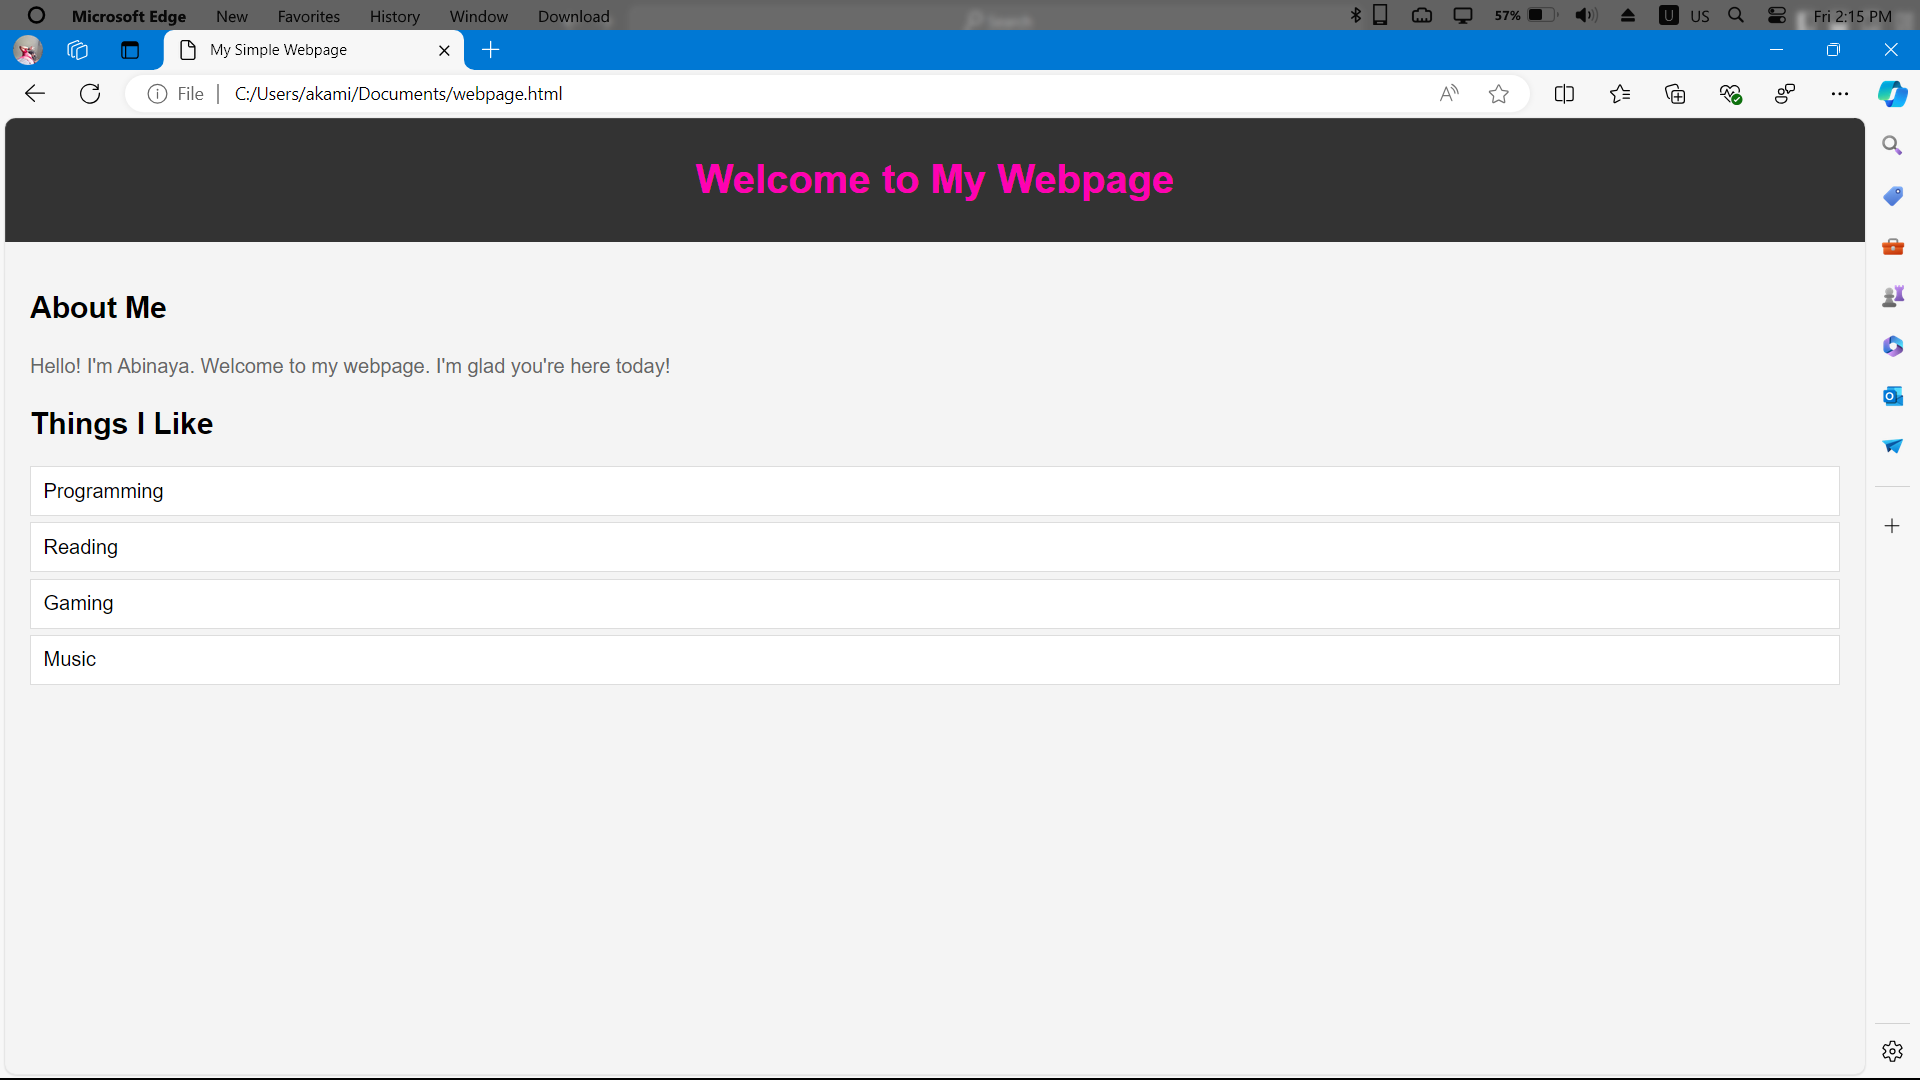 Microsoft Edge New Favorites History Window Download 57% U US Fri 2:15 PM
My Simple Webpage
File C:/Users/akami/Documents/webpage.html
Welcome to My Webpage
About Me
Hello! I'm Abinaya. Welcome to my webpage. I'm glad you're here today!
Things I Like
Programming
Reading
Gaming
Music